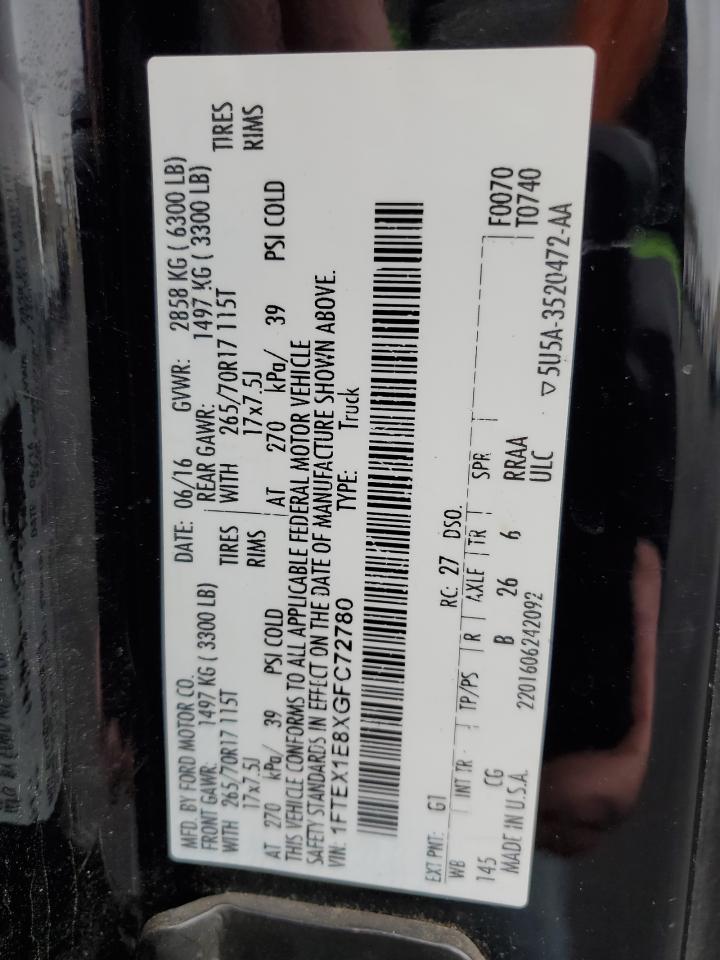 MFD. BY FORD MOTOR CO.
DATE: 06/16 GVWR: 2858 KG ( 6300 LB)
FRONT GAWR: 1497 KG ( 3300 LB) REAR GAWR: 1497 KG ( 3300 LB)
WITH 265/70R17 115T TIRES WITH 265/70R17 115T TIRES
17x7.5J RIMS 17x7.5J RIMS
AT 270 kPa/ 39 PSI COLD AT 270 kPa/ 39 PSI COLD
THIS VEHICLE CONFORMS TO ALL APPLICABLE FEDERAL MOTOR VEHICLE
SAFETY STANDARDS IN EFFECT ON THE DATE OF MANUFACTURE SHOWN ABOVE.
VIN: 1FTEX1E8XGFC72780 TYPE: Truck
EXT PNT: G1 RC: 27 DSO:
WB INT TR TP/PS R AXLE TR SPR F0070
145 CG B 26 6 RRAA T0740
MADE IN U.S.A. 2201606242092 ULC
▽5U5A-3520472-AA